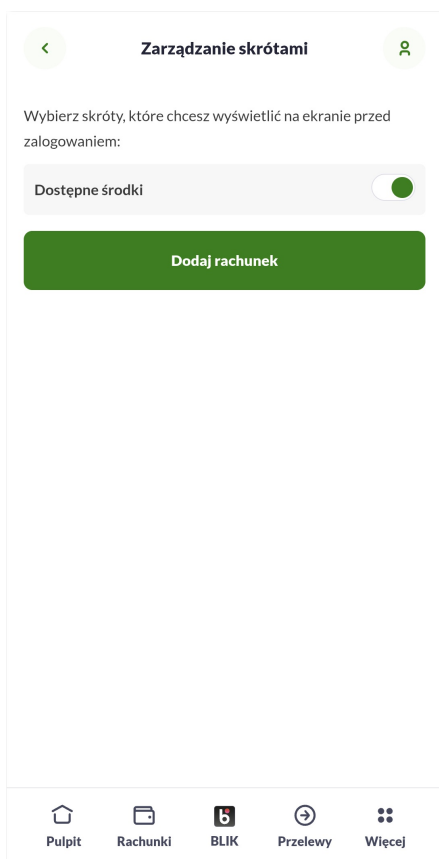 Zarządzanie skrótami
Wybierz skróty, które chcesz wyświetlić na ekranie przed
zalogowaniem:
Dostępne środki
Dodaj rachunek
Pulpit
Rachunki
BLIK
Przelewy
Więcej